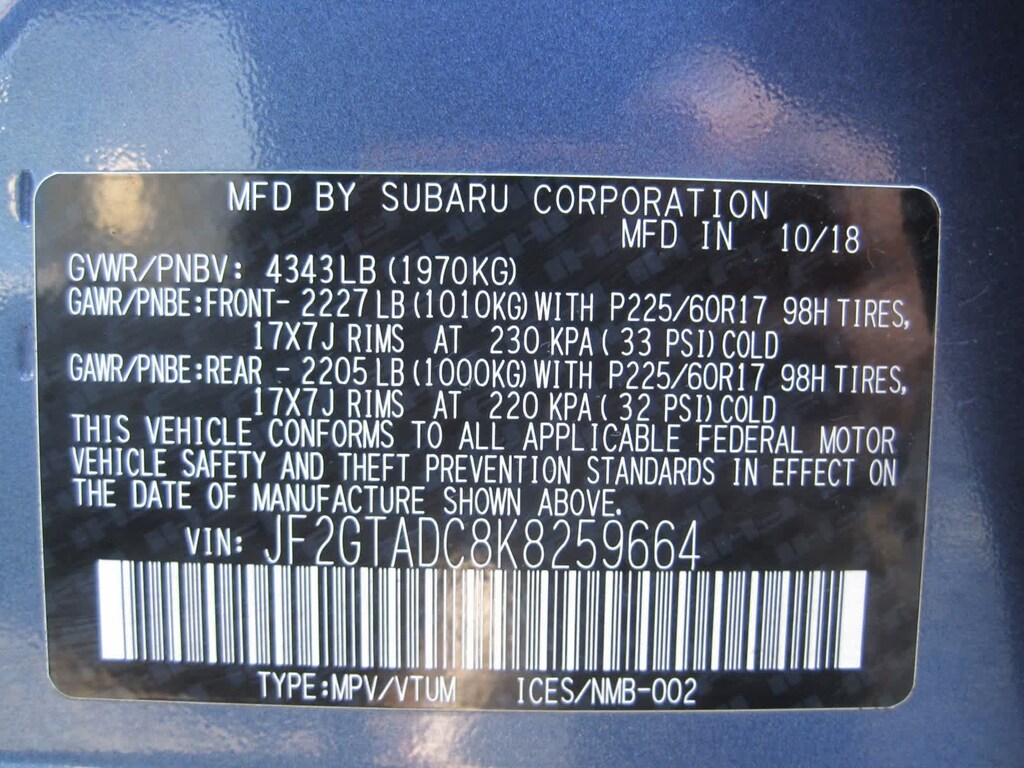 MFD BY SUBARU CORPORATION
MFD IN 10/18
GVWR/PNBV: 4343LB (1970KG)
GAWR/PNBE:FRONT- 2227 LB (1010KG) WITH P225/60R17 98H TIRES,
17X7J RIMS AT 230 KPA ( 33 PSI) COLD
GAWR/PNBE:REAR - 2205 LB (1000KG) WITH P225/60R17 98H TIRES,
17X7J RIMS AT 220 KPA ( 32 PSI) COLD
THIS VEHICLE CONFORMS TO ALL APPLICABLE FEDERAL MOTOR
VEHICLE SAFETY AND THEFT PREVENTION STANDARDS IN EFFECT ON
THE DATE OF MANUFACTURE SHOWN ABOVE.
VIN: JF2GTADC8K8259664
TYPE:MPV/VTUM ICES/NMB-002